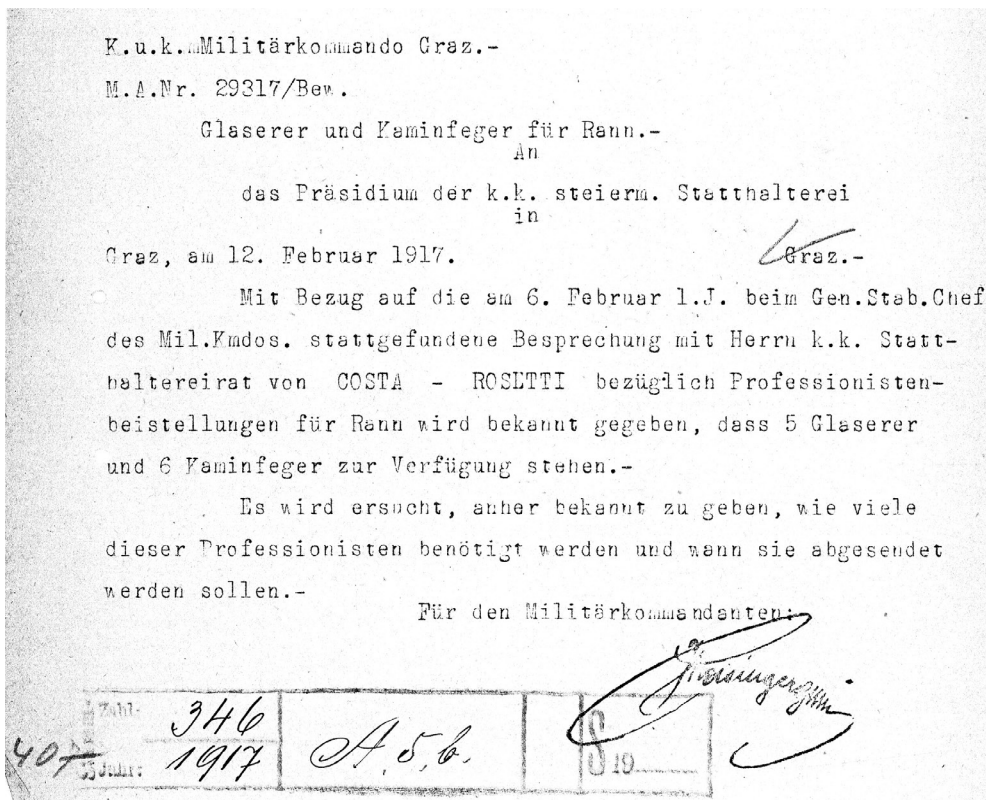 K.u.k. Militärkommando Graz.-
M.A.Nr. 29317/Bew.
Glaserer und Kaminfeger für Rann.-
An
das Präsidium der k.k. steierm. Statthalterei
in
Graz, am 12. Februar 1917. Graz.-
Mit Bezug auf die am 6. Februar l.J. beim Gen.Stab.Chef
des Mil.Kmdos. stattgefundene Besprechung mit Herrn k.k. Statt-
haltereirat von COSTA - ROSETTI bezüglich Professionisten-
beistellungen für Rann wird bekannt gegeben, dass 5 Glaserer
und 6 Kaminfeger zur Verfügung stehen.-
Es wird ersucht, anher bekannt zu geben, wie viele
dieser Professionisten benötigt werden und wann sie abgesendet
werden sollen.-
Für den Militärkommandanten:
Zahl- 346
40 Jahr: 1917 A. 5, b. S 19